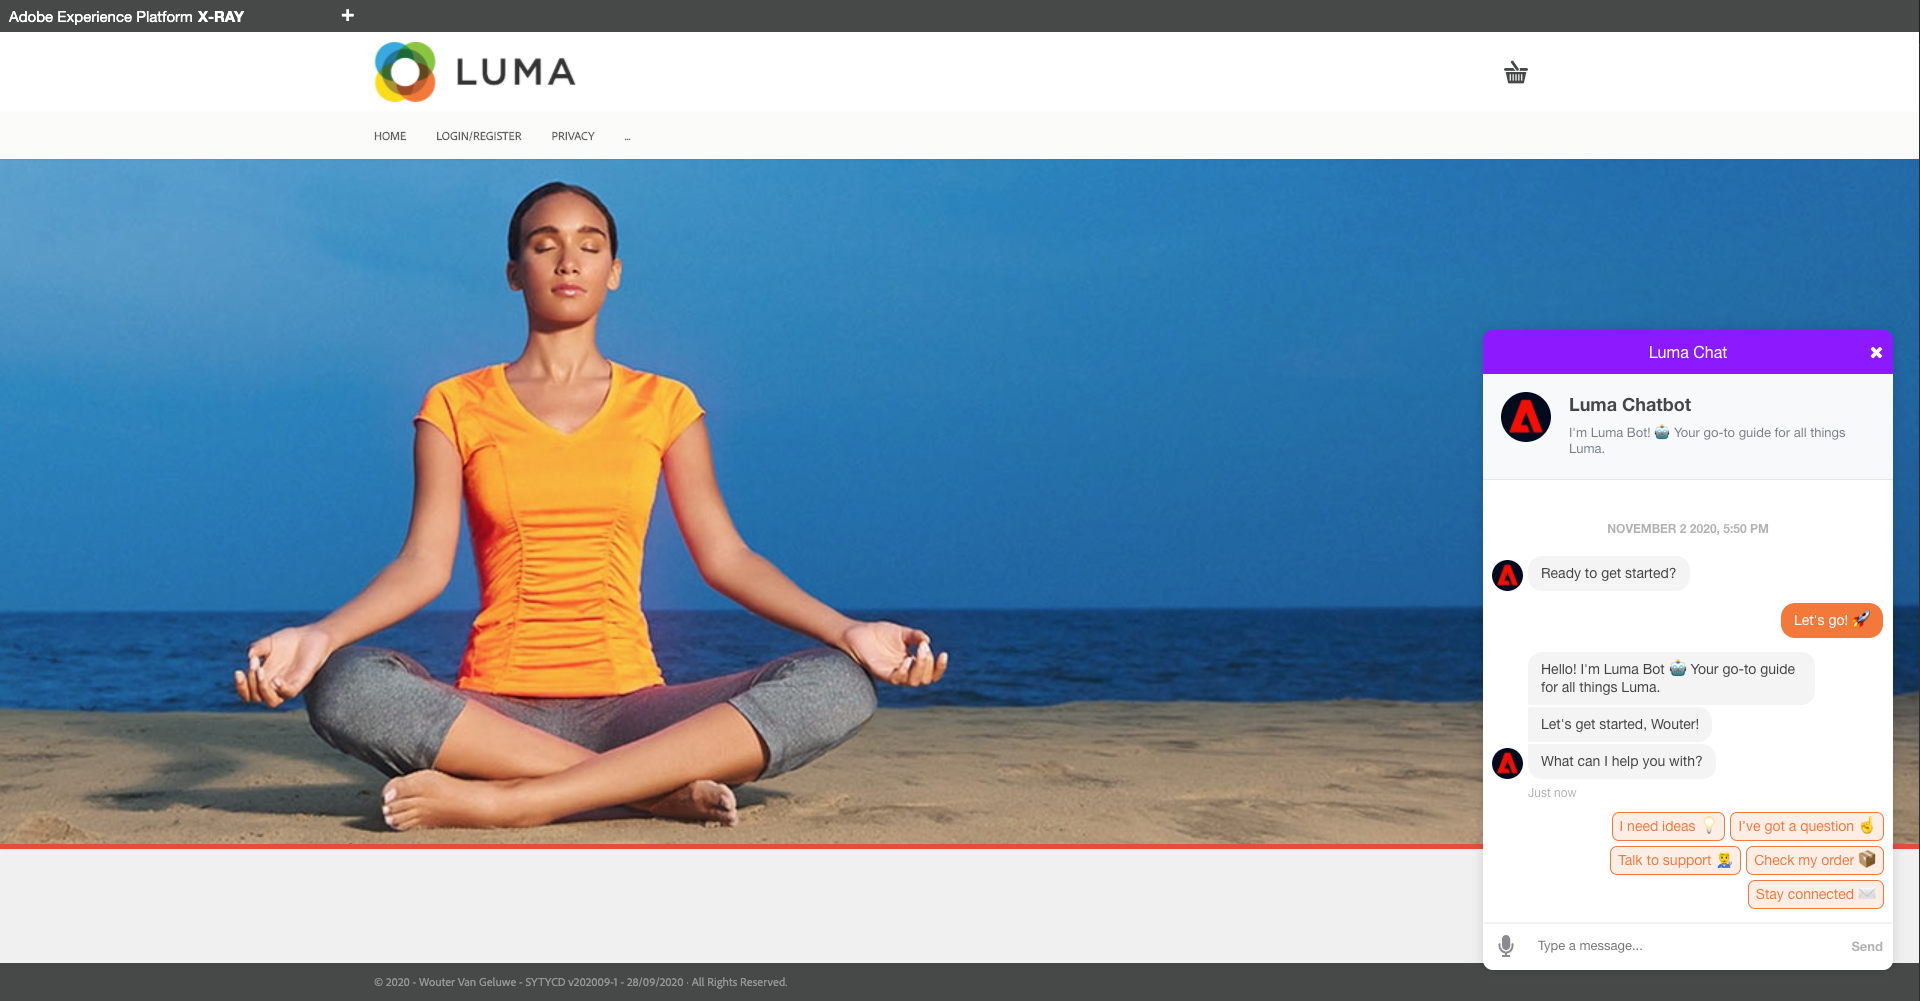 Adobe Experience Platform X-RAY
LUMA
HOME LOGIN/REGISTER PRIVACY ...
Luma Chat
Luma Chatbot
I'm Luma Bot! 🤖 Your go-to guide for all things
Luma.
NOVEMBER 2 2020, 5:50 PM
Ready to get started?
Let's go! 🚀
Hello! I'm Luma Bot 🤖 Your go-to guide
for all things Luma.
Let's get started, Wouter!
What can I help you with?
Just now
I need ideas 💡 I've got a question ☝️
Talk to support 👨‍💼 Check my order 📦
Stay connected ✉️
Type a message... Send
© 2020 - Wouter Van Geluwe - SYTYCD v202009-1 - 28/09/2020 · All Rights Reserved.